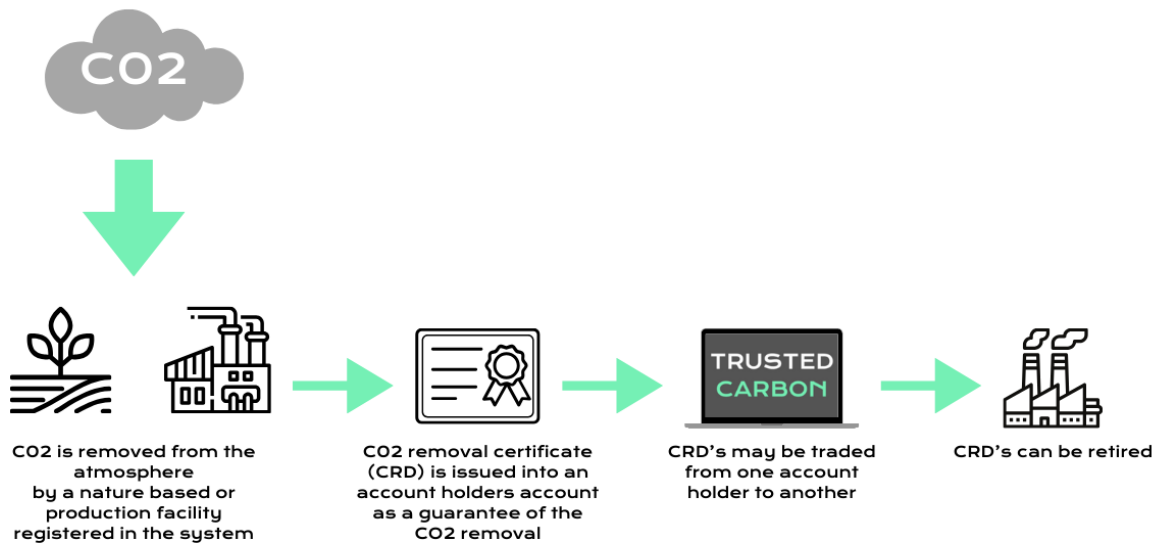 CO2
CO2 is removed from the
atmosphere
by a nature based or
production facility
registered in the system
CO2 removal certificate
(CRD) is issued into an
account holders account
as a guarantee of the
CO2 removal
TRUSTED
CARBON
CRD's may be traded
from one account
holder to another
CRD's can be retired